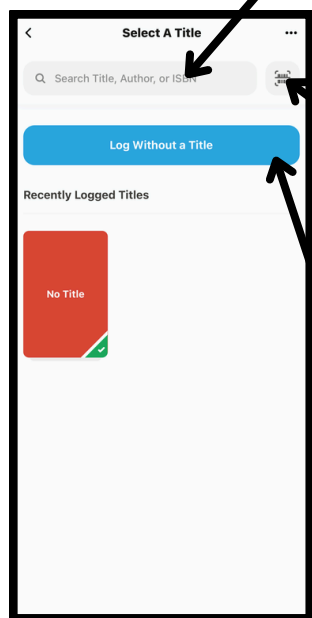 Select A Title
Search Title, Author, or ISBN
Log Without a Title
Recently Logged Titles
No Title